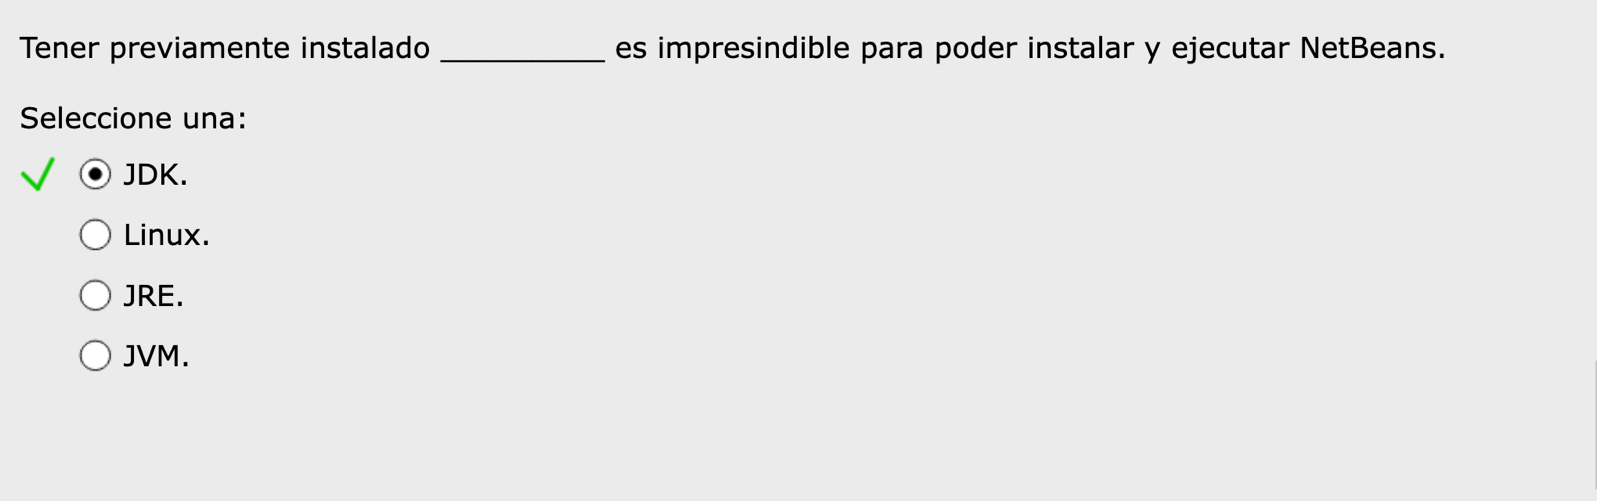 Tener previamente instalado __________ es impresindible para poder instalar y ejecutar NetBeans.
Seleccione una:
JDK.
Linux.
JRE.
JVM.